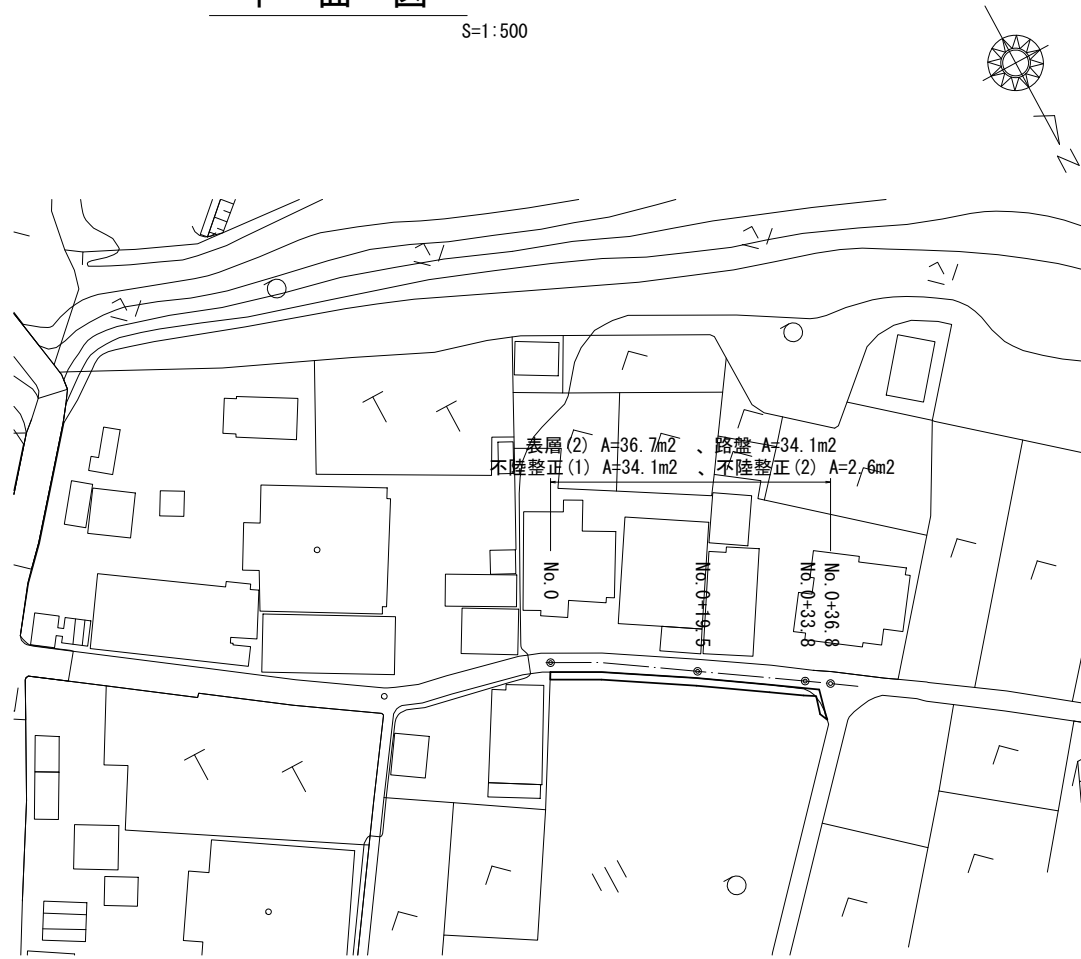 平面図
S=1:500
N
表層(2) A=36.7m2 、路盤 A=34.1m2
不陸整正(1) A=34.1m2 、不陸整正(2) A=2.6m2
No.0
No.0+19.5
No.0+33.8
No.0+36.8